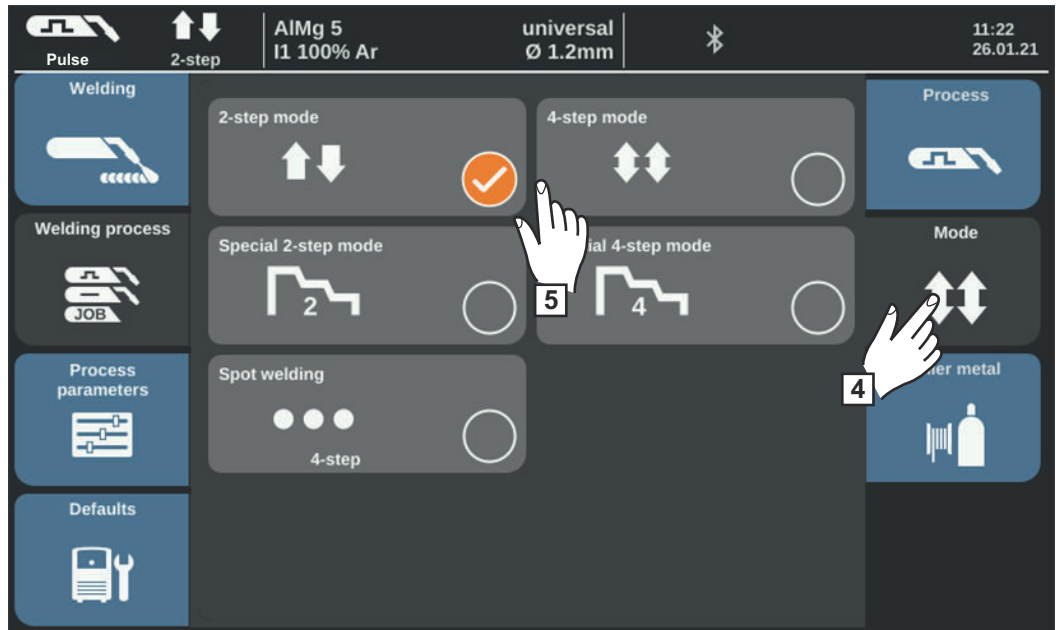 Pulse
2-step
AlMg 5
I1 100% Ar
universal
Ø 1.2mm
11:22
26.01.21
Welding
Welding process
JOB
Process
parameters
Defaults
2-step mode
4-step mode
Special 2-step mode
2
4-step mode
4
Spot welding
4-step
5
Process
Mode
4
metal